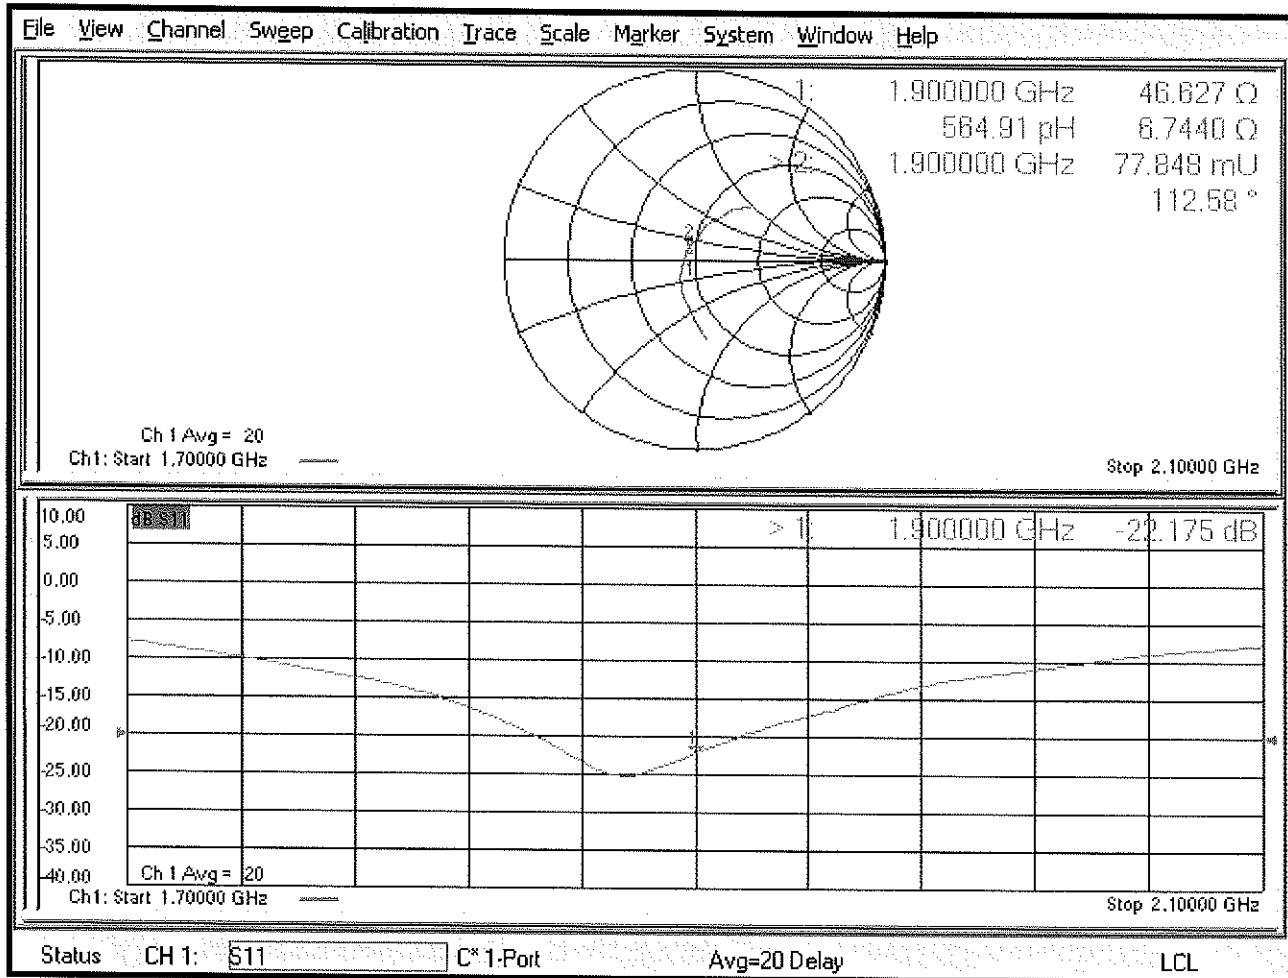 File View Channel Sweep Calibration Trace Scale Marker System Window Help
1: 1.900000 GHz 46.627 Ω
564.91 pH 6.7440 Ω
> 2: 1.900000 GHz 77.848 mU
112.58 °
2
1
Ch 1 Avg = 20
Ch1: Start 1.70000 GHz
Stop 2.10000 GHz
10.00
5.00
0.00
-5.00
-10.00
-15.00
-20.00
-25.00
-30.00
-35.00
-40.00
dB S11
> 1: 1.900000 GHz -22.175 dB
1
Ch 1 Avg = 20
Ch1: Start 1.70000 GHz
Stop 2.10000 GHz
Status CH 1: S11 C* 1-Port Avg=20 Delay LCL